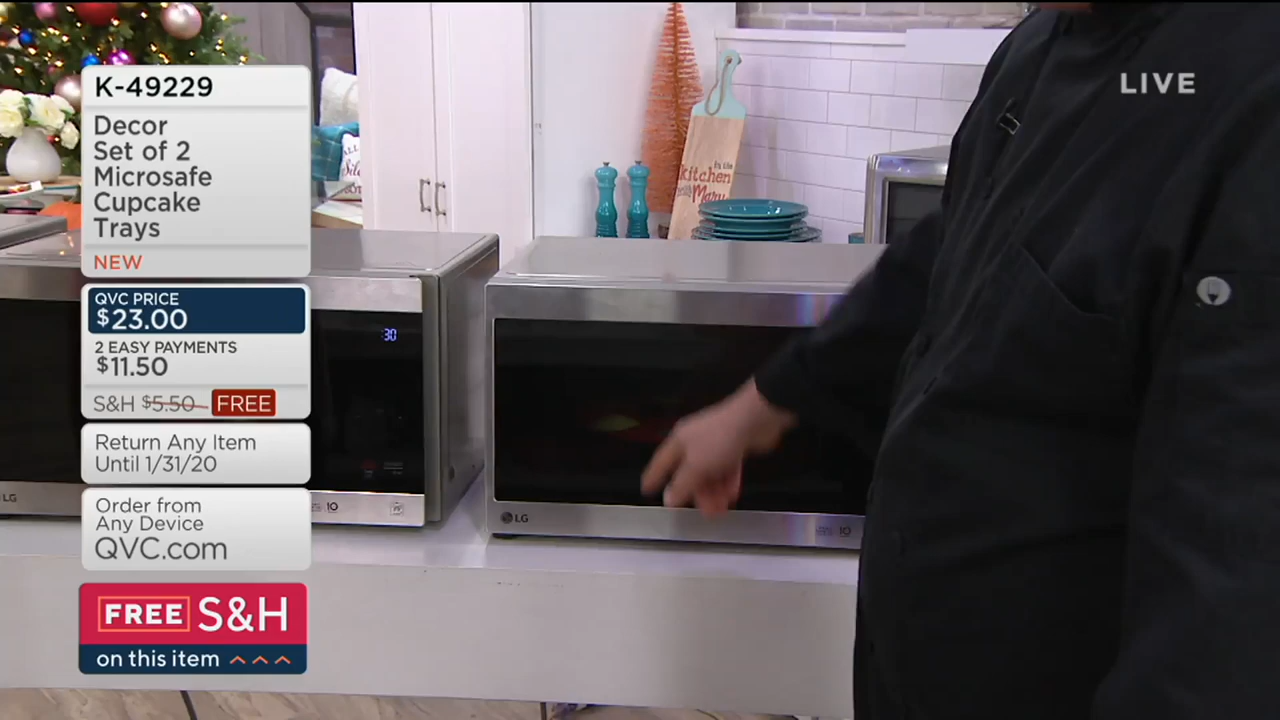 K-49229
Decor
Set of 2
Microsafe
Cupcake
Trays
NEW
QVC PRICE
$23.00
2 EASY PAYMENTS
$11.50
S&H $5.50 FREE
Return Any Item
Until 1/31/20
Order from
Any Device
QVC.com
FREE S&H
on this item
LIVE
30
kitchen
Mary
LG
10
LG
10